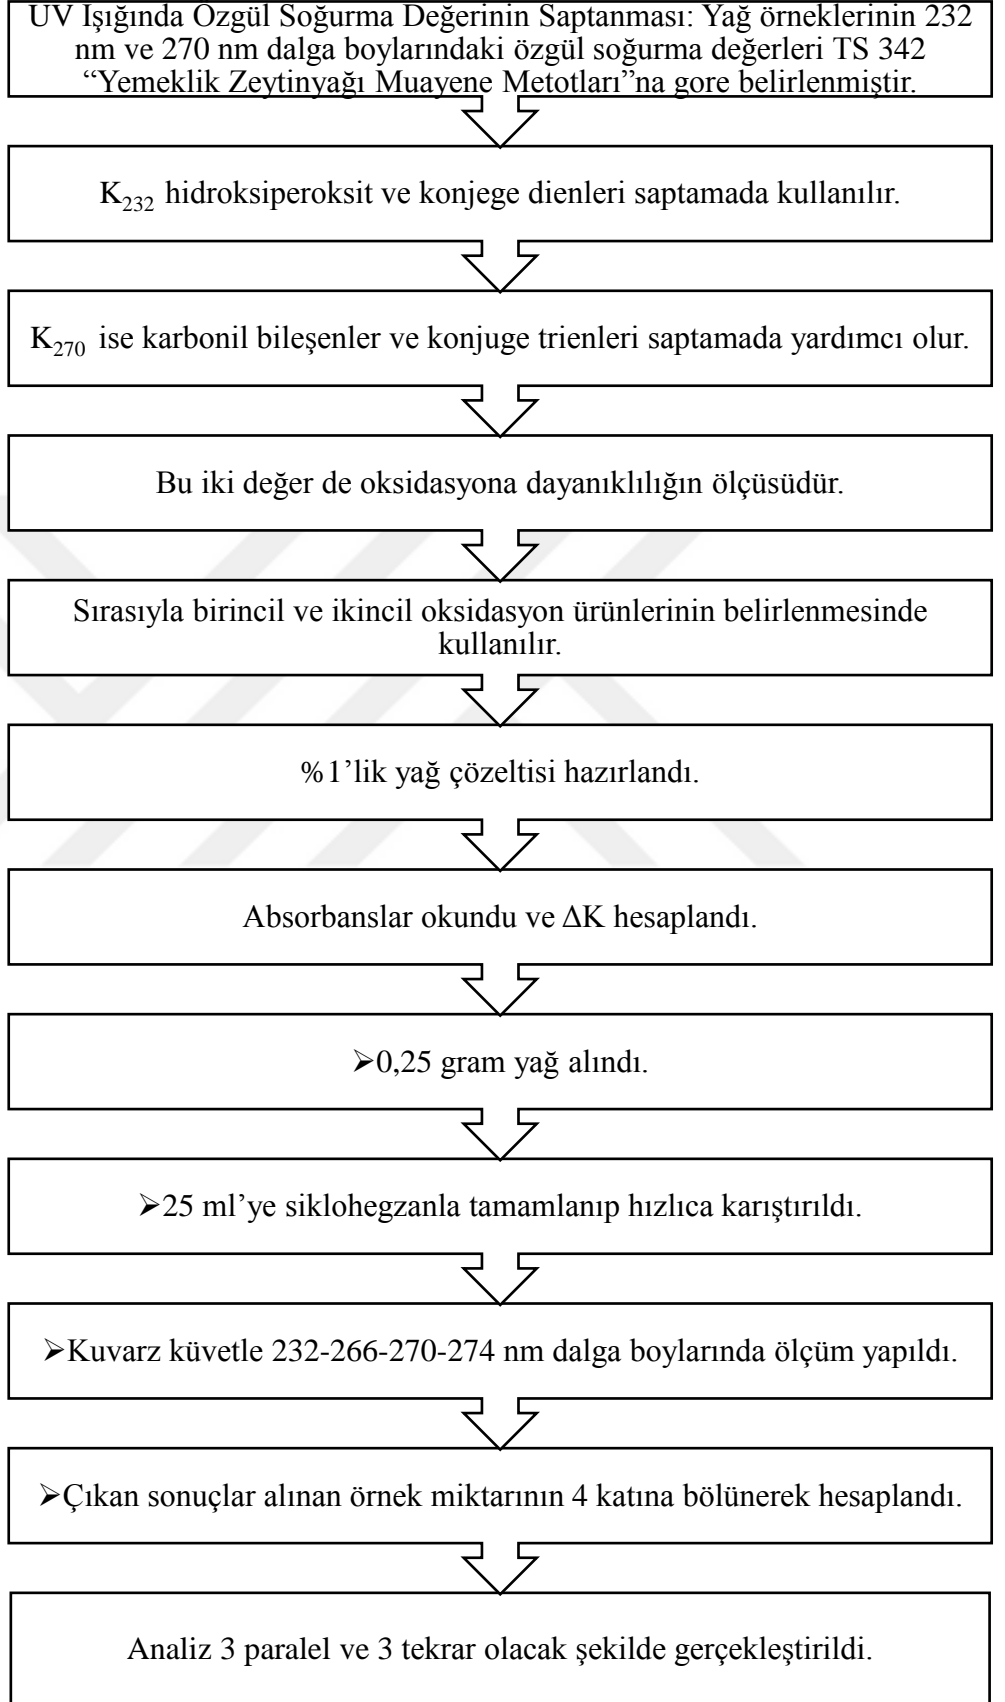 UV Işığında Özgül Soğurma Değerinin Saptanması: Yağ örneklerinin 232
nm ve 270 nm dalga boylarındaki özgül soğurma değerleri TS 342
“Yemeklik Zeytinyağı Muayene Metotları”na gore belirlenmiştir.
K₂₃₂ hidroksiperoksit ve konjege dienleri saptamada kullanılır.
K₂₇₀ ise karbonil bileşenler ve konjuge trienleri saptamada yardımcı olur.
Bu iki değer de oksidasyona dayanıklılığın ölçüsüdür.
Sırasıyla birincil ve ikincil oksidasyon ürünlerinin belirlenmesinde
kullanılır.
%1’lik yağ çözeltisi hazırlandı.
Absorbanslar okundu ve ΔK hesaplandı.
➢0,25 gram yağ alındı.
➢25 ml’ye siklohegzanla tamamlanıp hızlıca karıştırıldı.
➢Kuvarz küvetle 232-266-270-274 nm dalga boylarında ölçüm yapıldı.
➢Çıkan sonuçlar alınan örnek miktarının 4 katına bölünerek hesaplandı.
Analiz 3 paralel ve 3 tekrar olacak şekilde gerçekleştirildi.